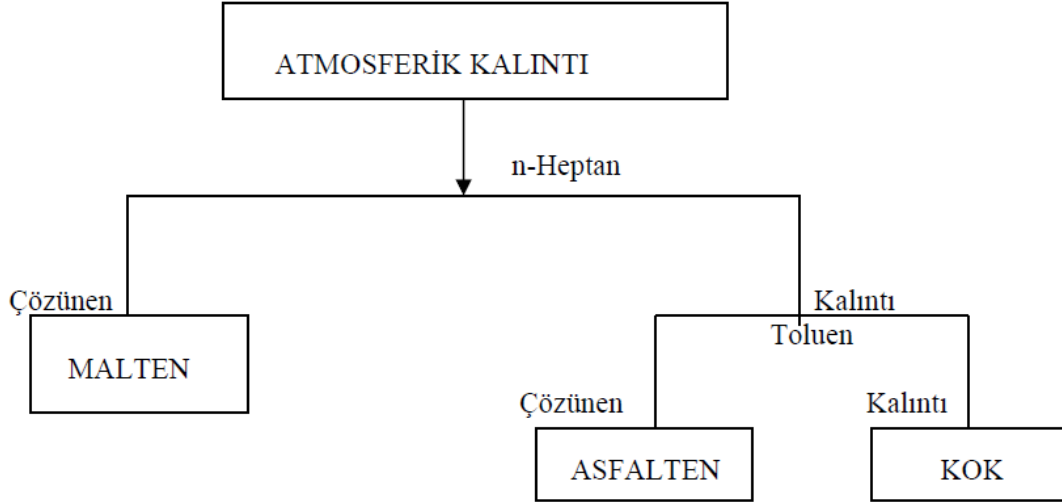 ATMOSFERİK KALINTI
n-Heptan
Çözünen
MALTEN
Kalıntı
Toluen
Çözünen
ASFALTEN
Kalıntı
KOK